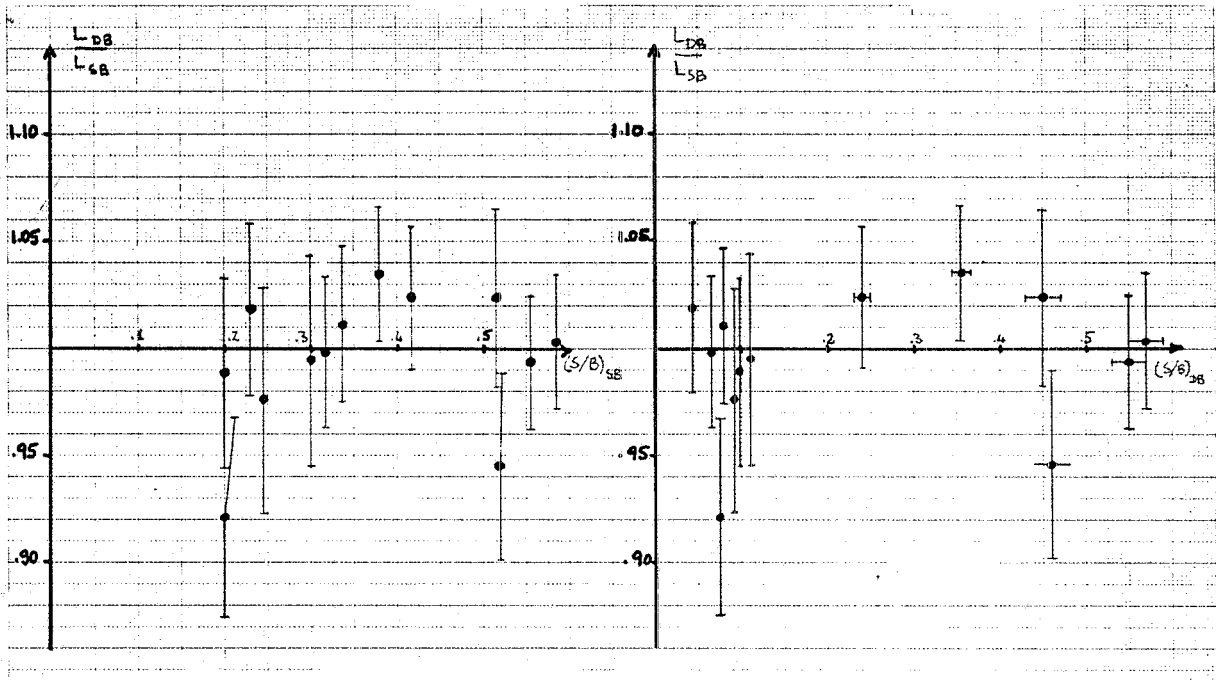 L_DB
L_SB
1.10
1.05
.1 .2 .3 .4 .5
(S/B)_SB
.95
.90
L_DB
L_SB
1.10
1.05
.2 .3 .4 .5
(S/B)_DB
.95
.90